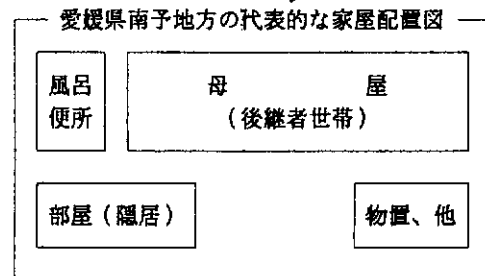 愛媛県南予地方の代表的な家屋配置図
風呂
便所
母　　　　屋
(後継者世帯)
部屋(隠居)
物置、他